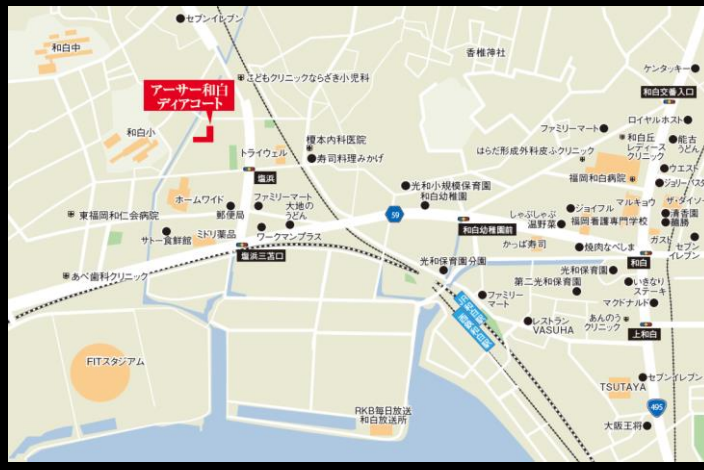 セブンイレブン
和白中
香椎神社
ケンタッキー
こどもクリニックならざき小児科
アーサー和白
ディアコート
和白交番入口
ロイヤルホスト
ファミリーマート
和白小
榎本内科医院
和白丘
レディース
クリニック
能古
うどん
トライウェル
寿司料理みかげ
はらだ形成外科皮ふクリニック
ウエスト
塩浜
福岡和白病院
ジョリーパスタ
光和小規模保育園
和白幼稚園
マルキョウ
ザ・ダイソー
ホームワイド
ファミリーマート
しゃぶしゃぶ
温野菜
ジョイフル
清香園
東福岡和仁会病院
郵便局
大地の
うどん
59
和白幼稚園前
福岡看護専門学校
サトー食鮮館
ミドリ薬品
ワークマンプラス
かっぱ寿司
焼肉なべしま
ガスト
セブン
イレブン
塩浜三苫口
和白
光和保育園分園
光和保育園
あべ歯科クリニック
第二光和保育園
いきなり
ステーキ
ファミリー
マート
マクドナルド
レストラン
VASUHA
あんのう
クリニック
上和白
FITスタジアム
セブンイレブン
TSUTAYA
495
RKB毎日放送
和白放送所
大阪王将